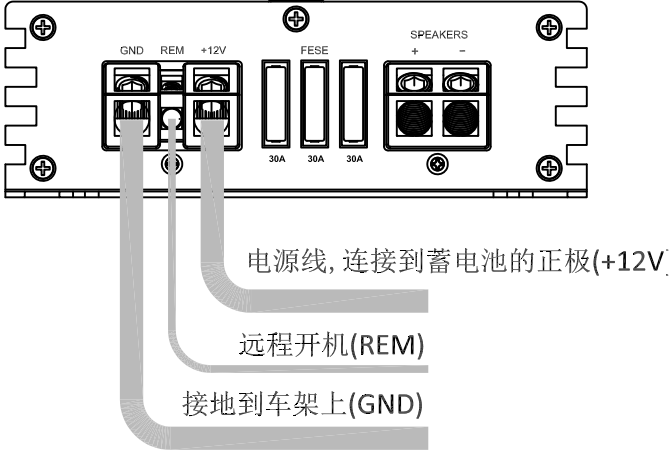 SPEAKERS
GND REM +12V FESE + −
30A 30A 30A
电源线,连接到蓄电池的正极(+12V)
远程开机(REM)
接地到车架上(GND)